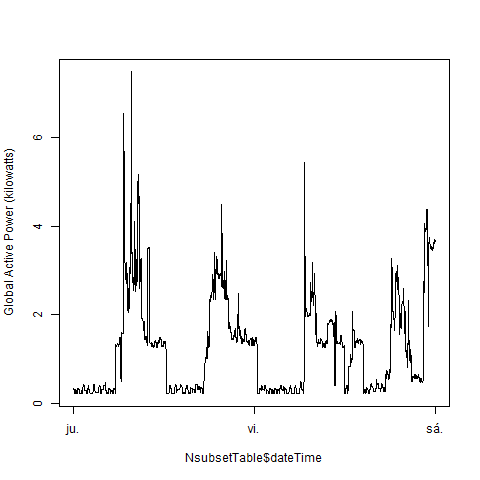 Global Active Power (kilowatts)
6
4
2
0
ju.
vi.
sá.
NsubsetTable$dateTime